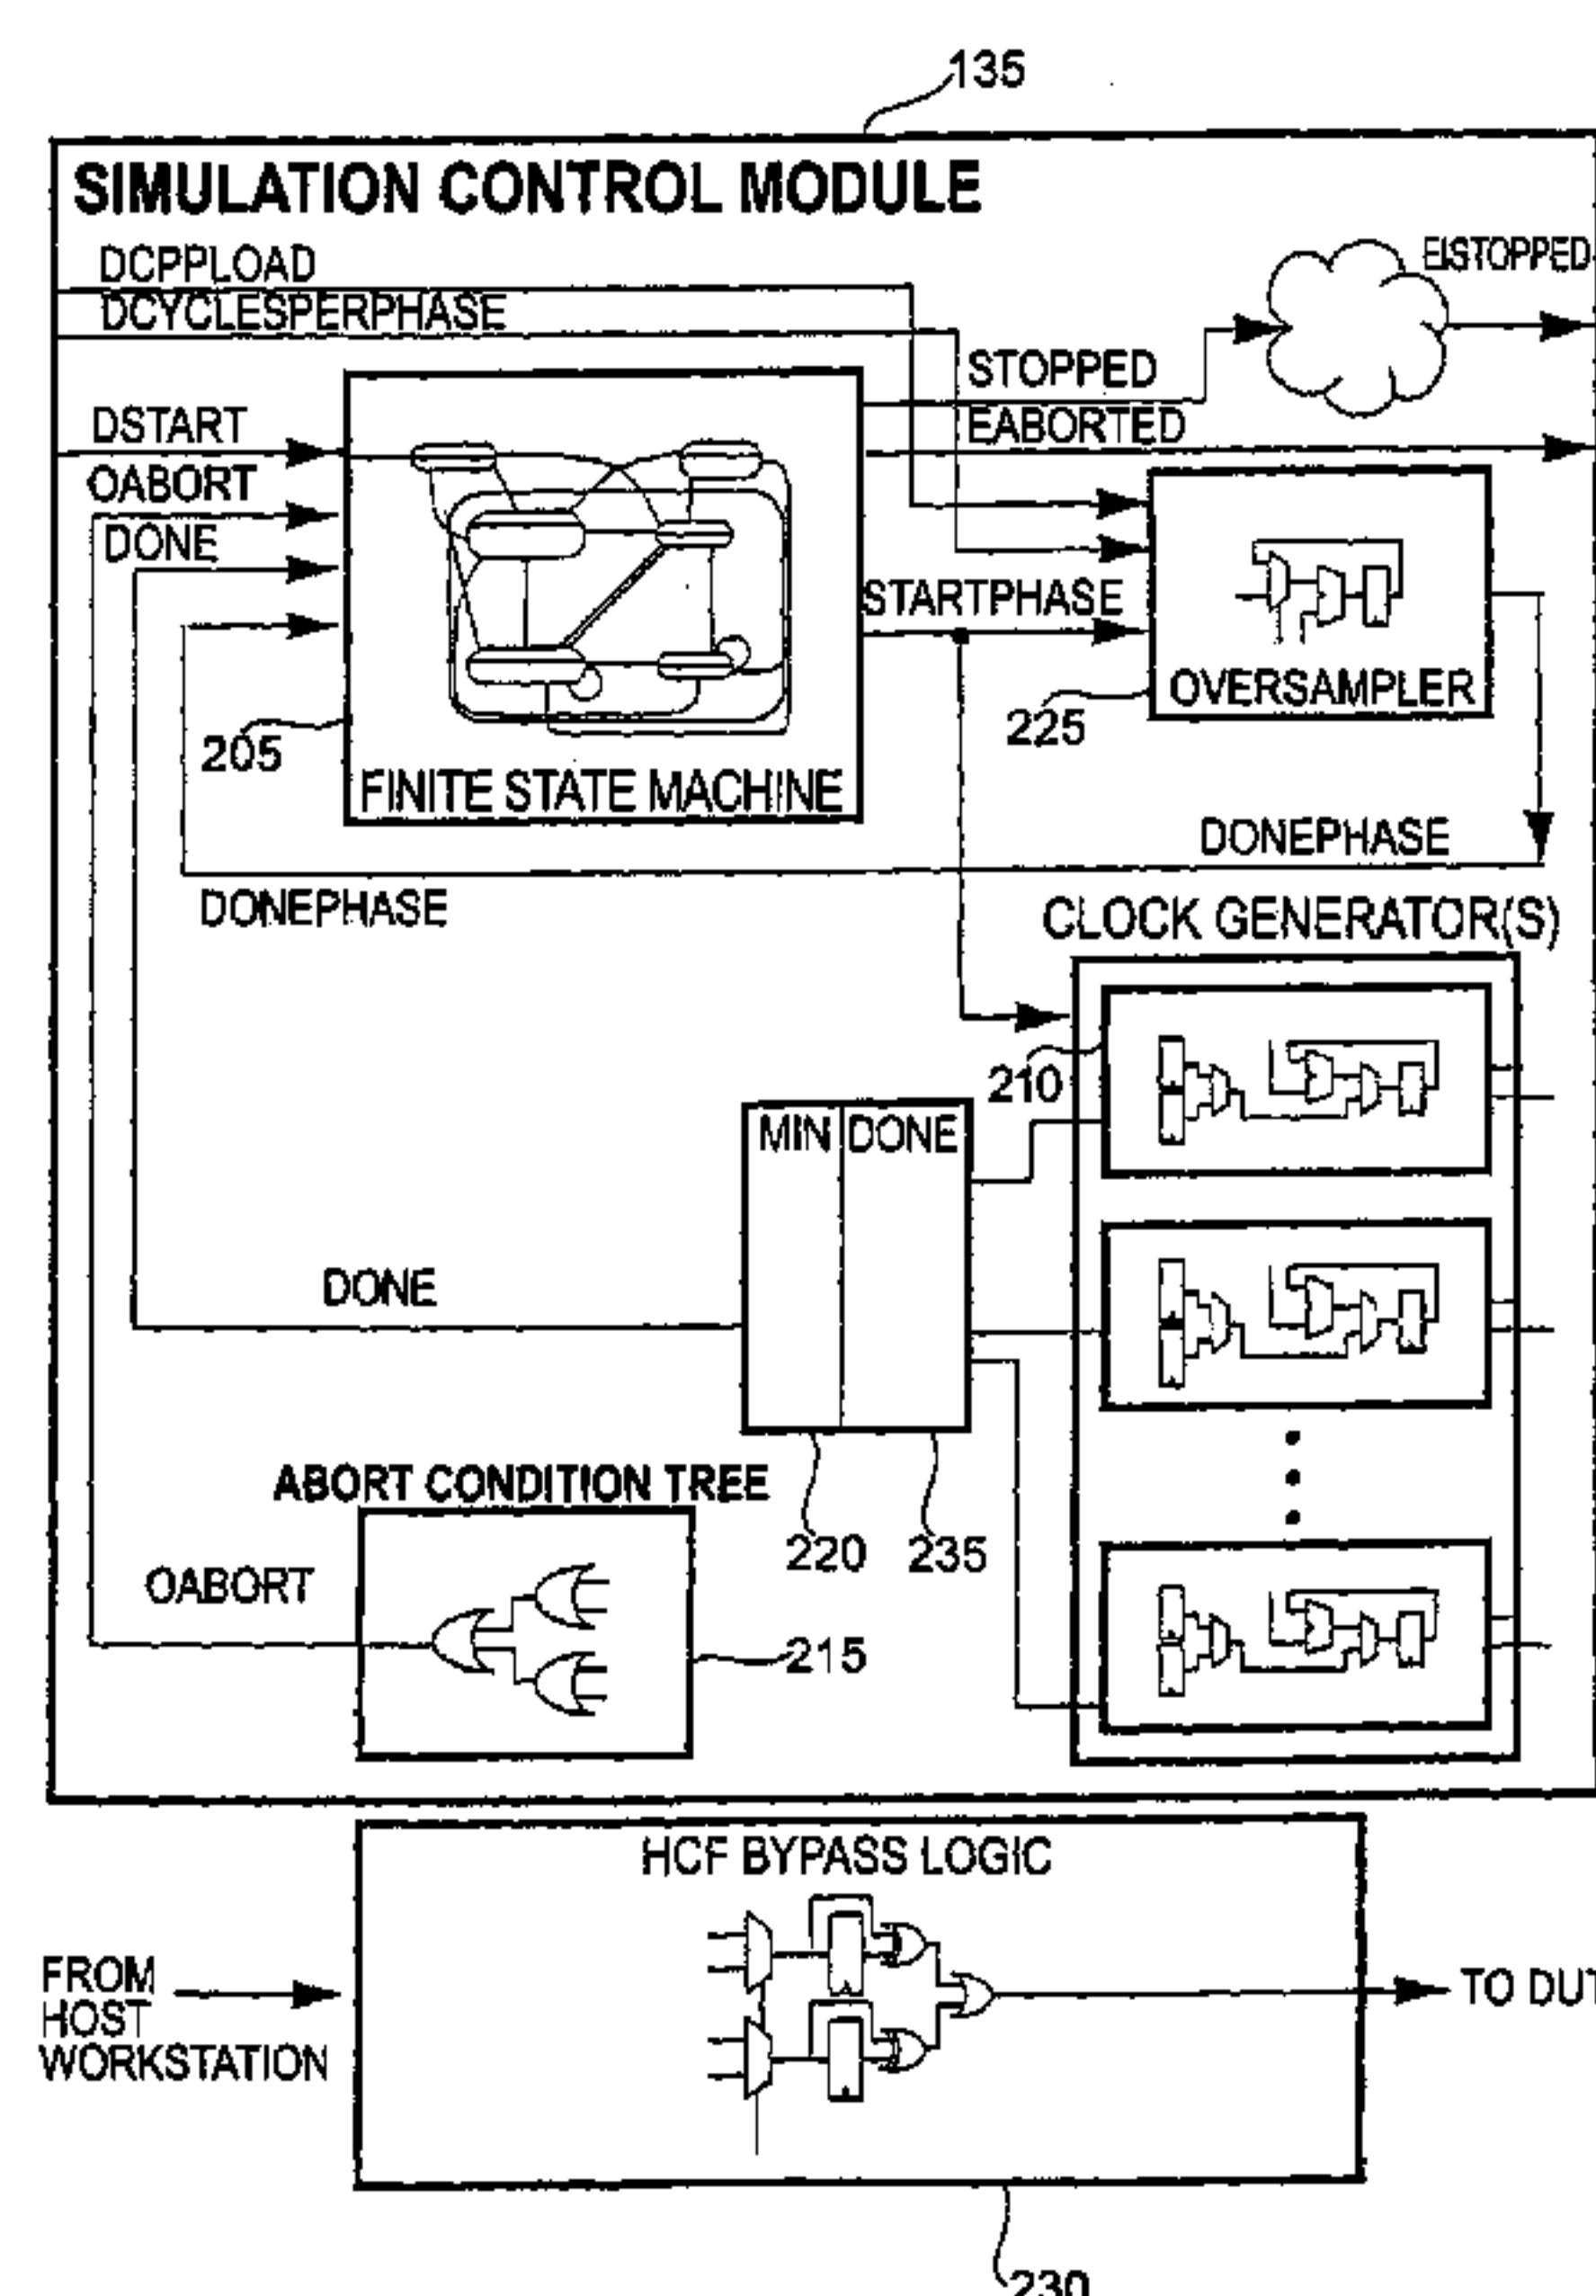 135
SIMULATION CONTROL MODULE
DCPPLOAD
DCYCLESPERPHASE
EISTOPPED
STOPPED
DSTART
EABORTED
OABORT
DONE
STARTPHASE
OVERSAMPLER
205
225
FINITE STATE MACHINE
DONEPHASE
DONEPHASE
CLOCK GENERATOR(S)
210
MIN DONE
DONE
ABORT CONDITION TREE
220
235
OABORT
215
HCF BYPASS LOGIC
FROM
HOST
WORKSTATION
TO DUT
230